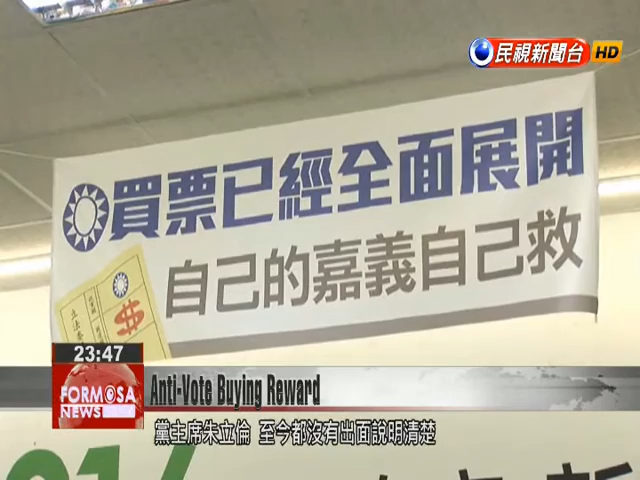 民視新聞台 HD
買票已經全面展開
自己的嘉義自己救
$
23:47
FORMOSA
NEWS
Anti-Vote Buying Reward
黨主席朱立倫 至今都沒有出面說明清楚